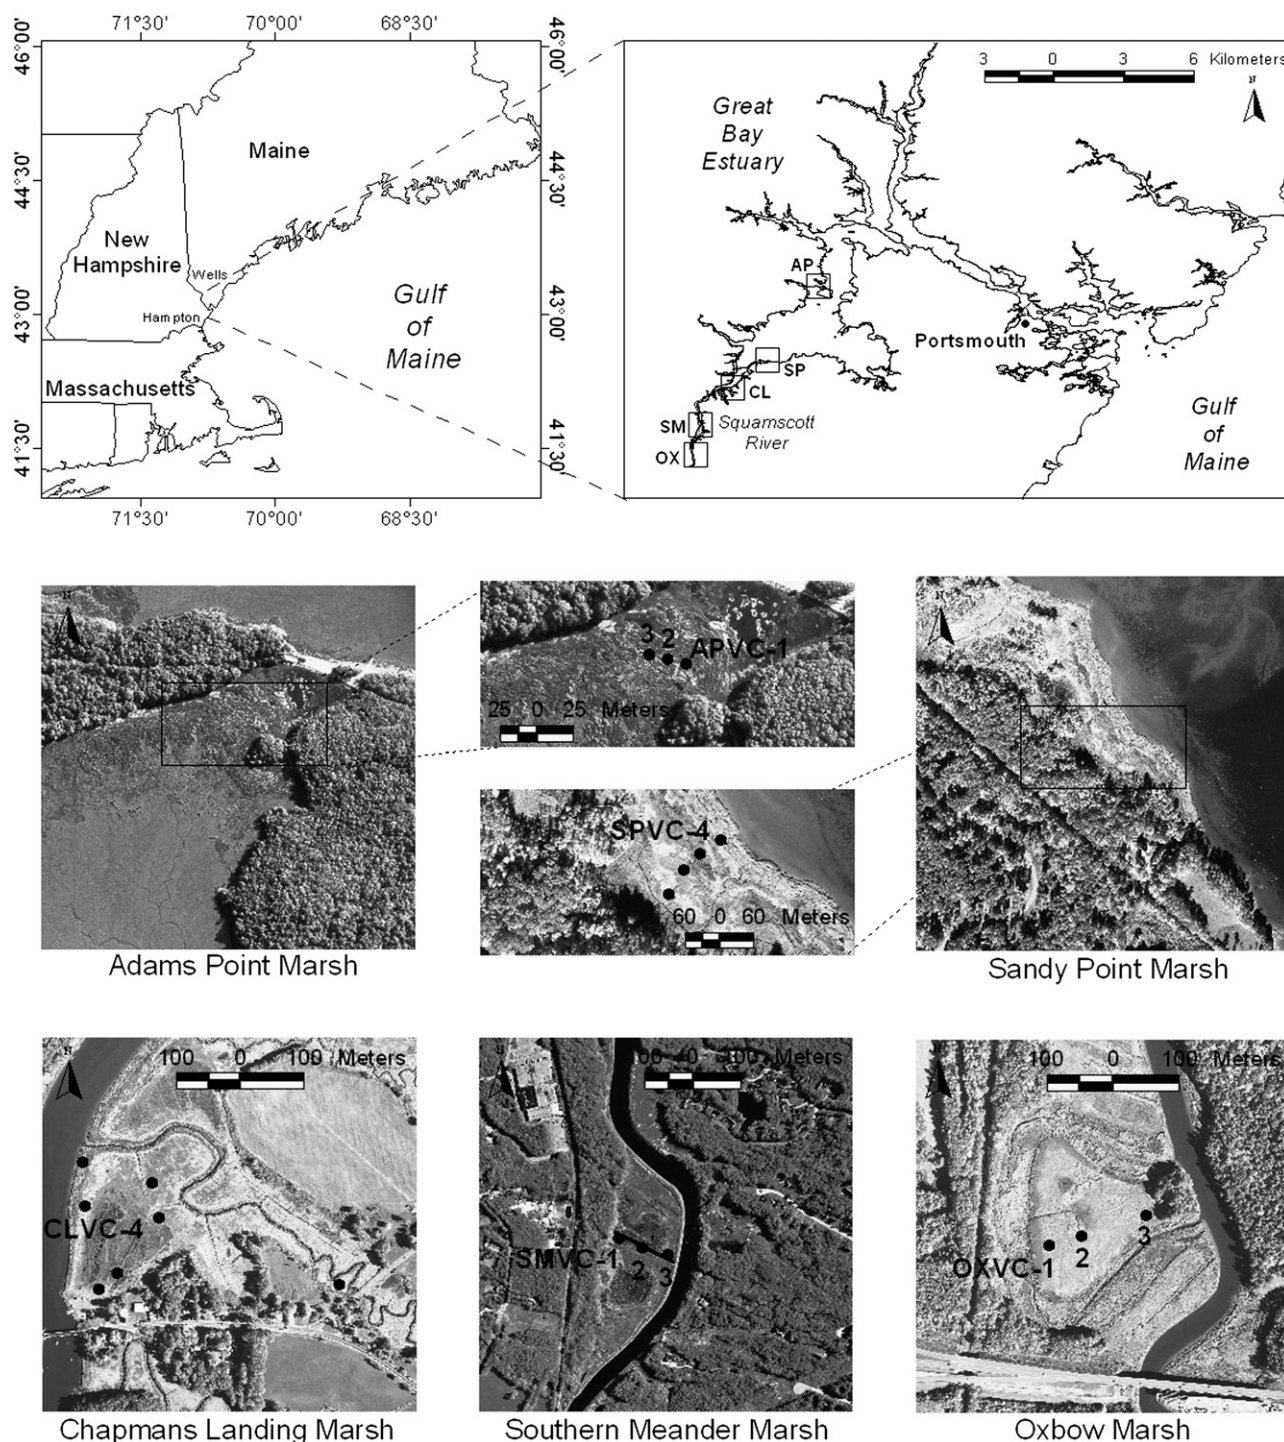 71°30' 70°00' 68°30'
46°00' 46°00'
Maine
44°30' 44°30'
New
Hampshire
Wells
Gulf
of
Maine
Hampton
43°00' 43°00'
Massachusetts
41°30' 41°30'
71°30' 70°00' 68°30'
3 0 3 6 Kilometers
N
Great
Bay
Estuary
AP
Portsmouth
SP
CL
SM
Squamscott
River
OX
Gulf
of
Maine
N
3 2 APVC-1
25 0 25 Meters
Adams Point Marsh
SPVC-4
60 0 60 Meters
N
Sandy Point Marsh
N
100 0 100 Meters
CLVC-4
Chapmans Landing Marsh
0 100 Meters
SMVC-1
2
3
Southern Meander Marsh
N
100 0 100 Meters
OXVC-1
2
3
Oxbow Marsh